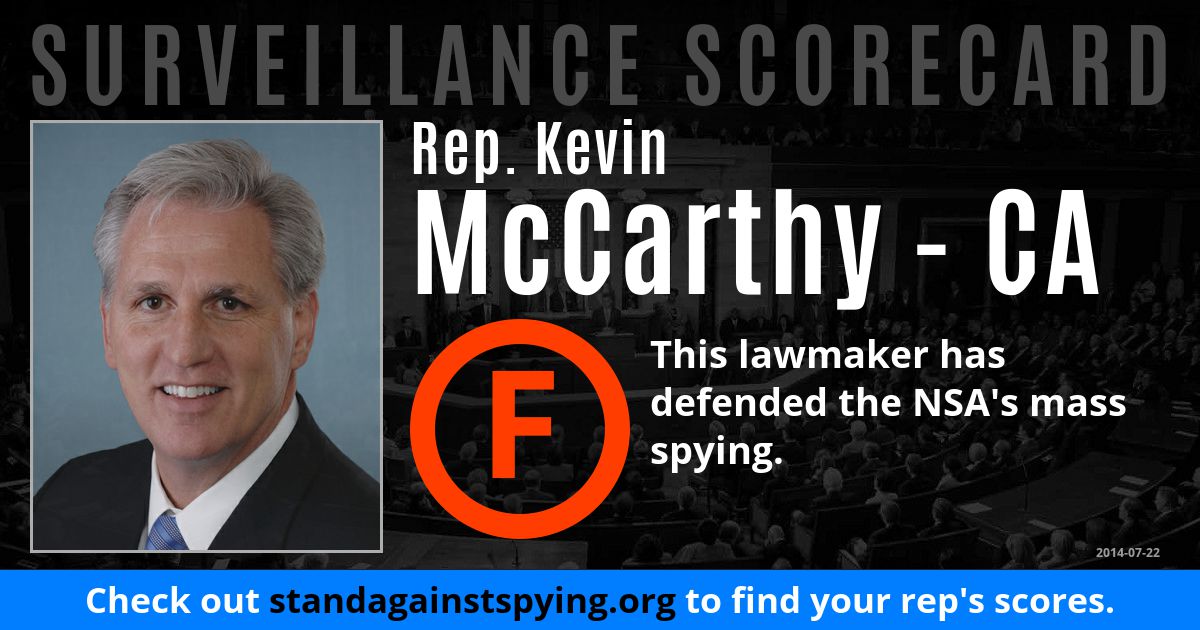 SURVEILLANCE SCORECARD
Rep. Kevin
McCarthy - CA
F
This lawmaker has
defended the NSA's mass
spying.
2014-07-22
Check out standagainstspying.org to find your rep's scores.